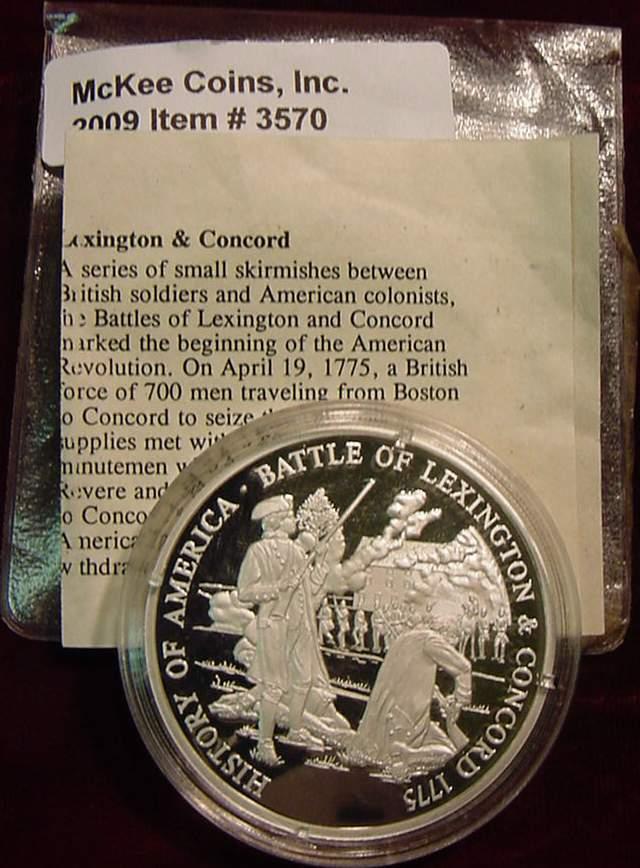 McKee Coins, Inc.
2009 Item # 3570
Lexington & Concord
A series of small skirmishes between
British soldiers and American colonists,
the Battles of Lexington and Concord
marked the beginning of the American
Revolution. On April 19, 1775, a British
force of 700 men traveling from Boston
to Concord to seize
supplies met with
minutemen
Revere and
to Conco
America
withdra
HISTORY OF AMERICA · BATTLE OF LEXINGTON & CONCORD 1775